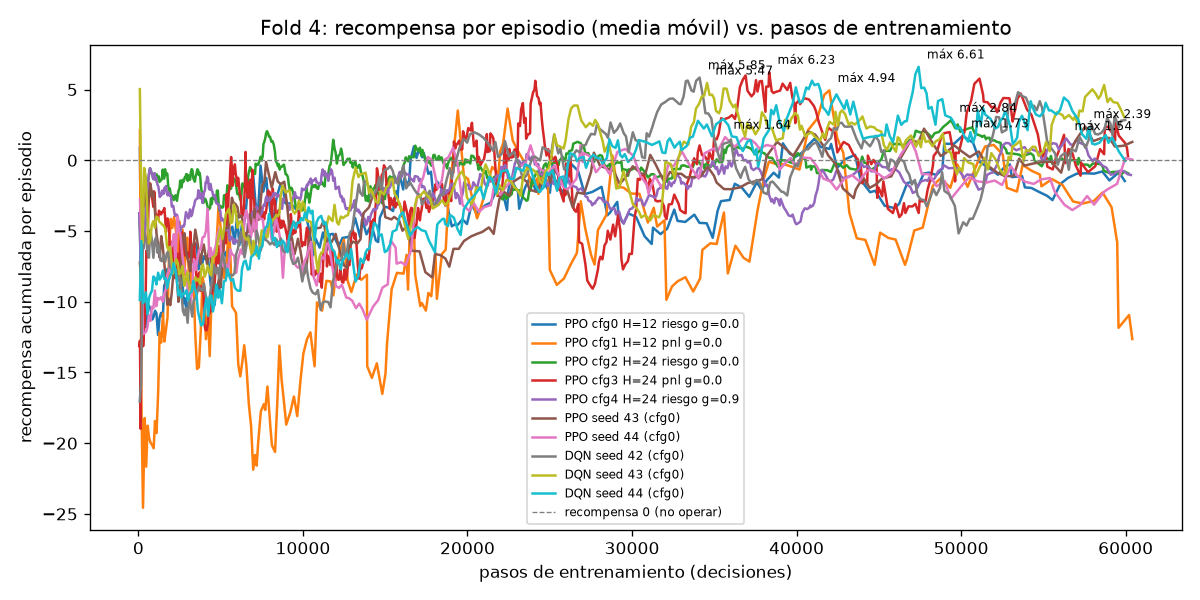 Fold 4: recompensa por episodio (media móvil) vs. pasos de entrenamiento
recompensa acumulada por episodio
5
0
−5
−10
−15
−20
−25
máx 5.85
máx 5.47
máx 6.23
máx 4.94
máx 6.61
máx 1.64
máx 2.84
máx 1.73
máx 2.39
máx 1.54
PPO cfg0 H=12 riesgo g=0.0
PPO cfg1 H=12 pnl g=0.0
PPO cfg2 H=24 riesgo g=0.0
PPO cfg3 H=24 pnl g=0.0
PPO cfg4 H=24 riesgo g=0.9
PPO seed 43 (cfg0)
PPO seed 44 (cfg0)
DQN seed 42 (cfg0)
DQN seed 43 (cfg0)
DQN seed 44 (cfg0)
recompensa 0 (no operar)
0
10000
20000
30000
40000
50000
60000
pasos de entrenamiento (decisiones)